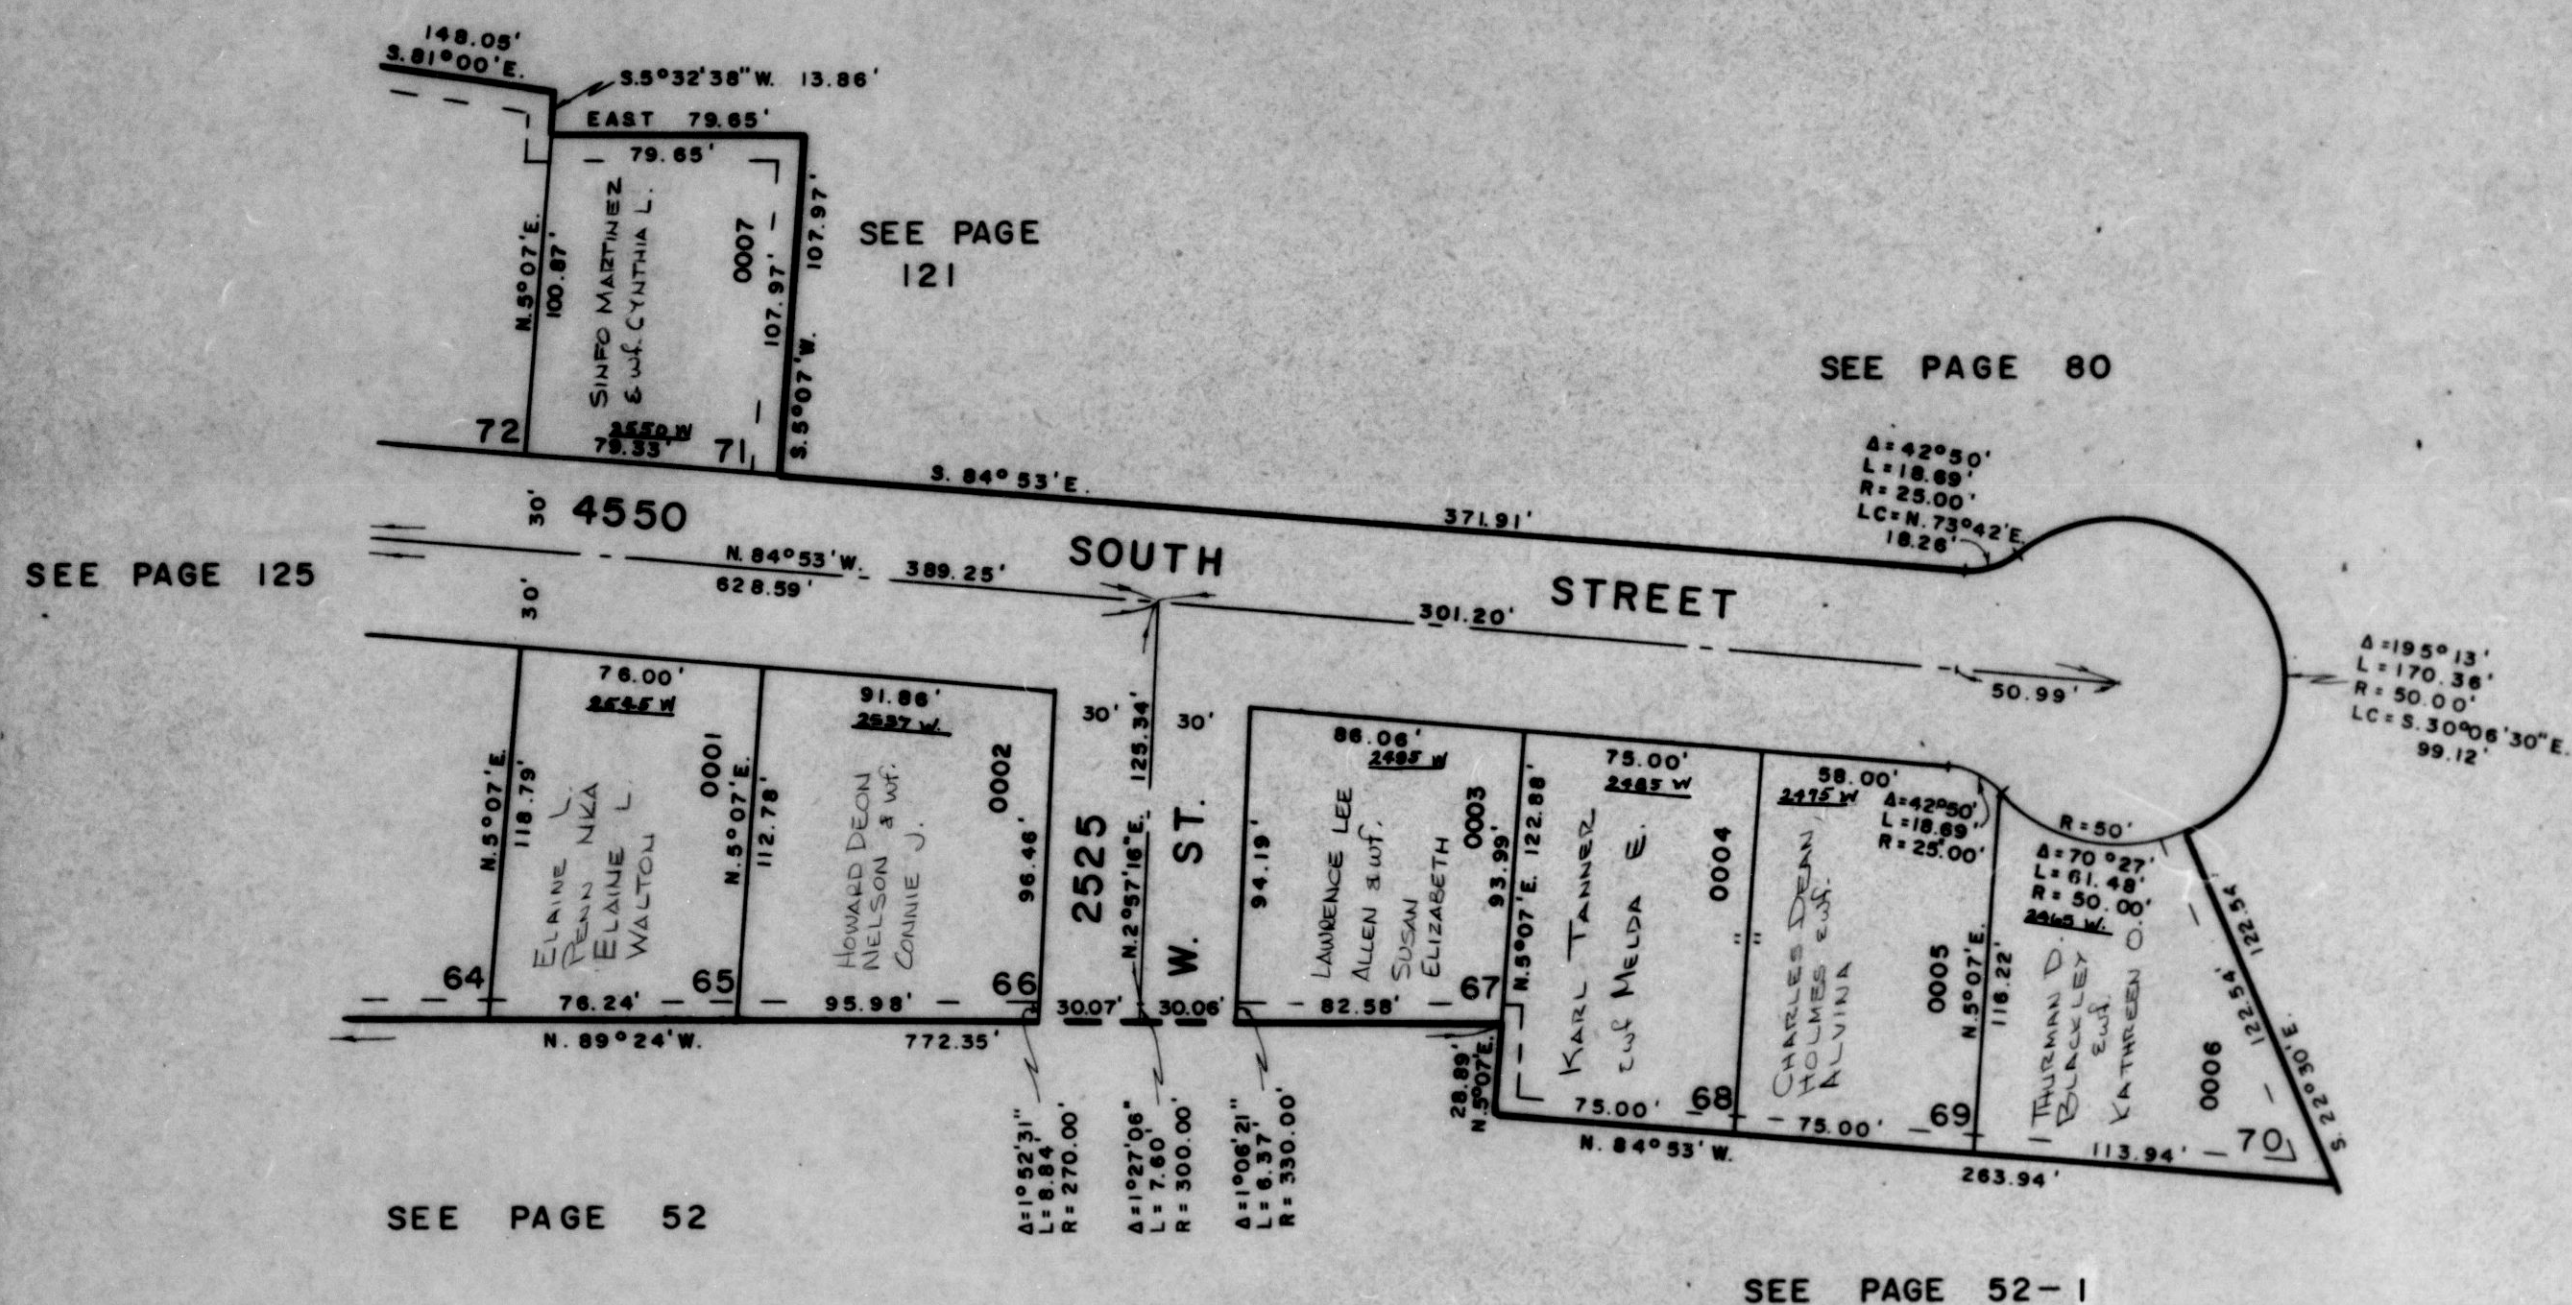 148.05'
S.81°00'E.
S.5°32'38"W. 13.86'
EAST 79.65'
79.65'
N.5°07'E.
100.87'
SINFO MARTINEZ
& wf. CYNTHIA L.
0007
107.97'
107.97'
S.5°07'W.
SEE PAGE
121
72
2550 W
79.33'
71
SEE PAGE 80
Δ=42°50'
L=18.69'
R=25.00'
LC=N.73°42'E.
18.26'
S. 84°53'E.
371.91'
30'
4550
SOUTH
STREET
N. 84°53'W.
389.25'
628.59'
301.20'
50.99'
30'
SEE PAGE 125
Δ=195°13'
L=170.36'
R=50.00'
LC=S.30°06'30"E.
99.12'
76.00'
2545 W
N.5°07'E.
118.79'
ELAINE L.
PENN NKA
ELAINE L
WALTON
0001
N.5°07'E.
112.78'
64
76.24'
65
91.86'
2537 W.
HOWARD DEON
NELSON & wf.
CONNIE J.
0002
96.46'
95.98'
66
30'
125.34'
30'
2525
N.2°57'16"E.
W. ST.
30.07'
30.06'
86.06'
2495 W
94.19'
LAWRENCE LEE
ALLEN & wf.
SUSAN
ELIZABETH
0003
93.99'
82.58'
67
N.5°07'E. 122.88'
75.00'
2485 W
KARL TANNER
& wf MELDA E.
0004
75.00'
68
"
"
58.00'
2475 W
Δ=42°50'
L=18.69'
R=25.00'
CHARLES DEAN
HOLMES & wf.
ALVINA
0005
N.5°07'E.
116.22'
75.00'
69
R=50'
Δ=70°27'
L=61.48'
R=50.00'
2465 W.
THURMAN D.
BLACKLEY
& wf.
KATHREEN O.
0006
122.54'
122.54'
S. 22°30'E.
113.94'
70
N. 89°24'W.
772.35'
28.89'
N.5°07'E.
N. 84°53'W.
263.94'
Δ=1°52'31"
L=8.84'
R=270.00'
Δ=1°27'06"
L=7.60'
R=300.00'
Δ=1°06'21"
L=6.37'
R=330.00'
SEE PAGE 52
SEE PAGE 52-1